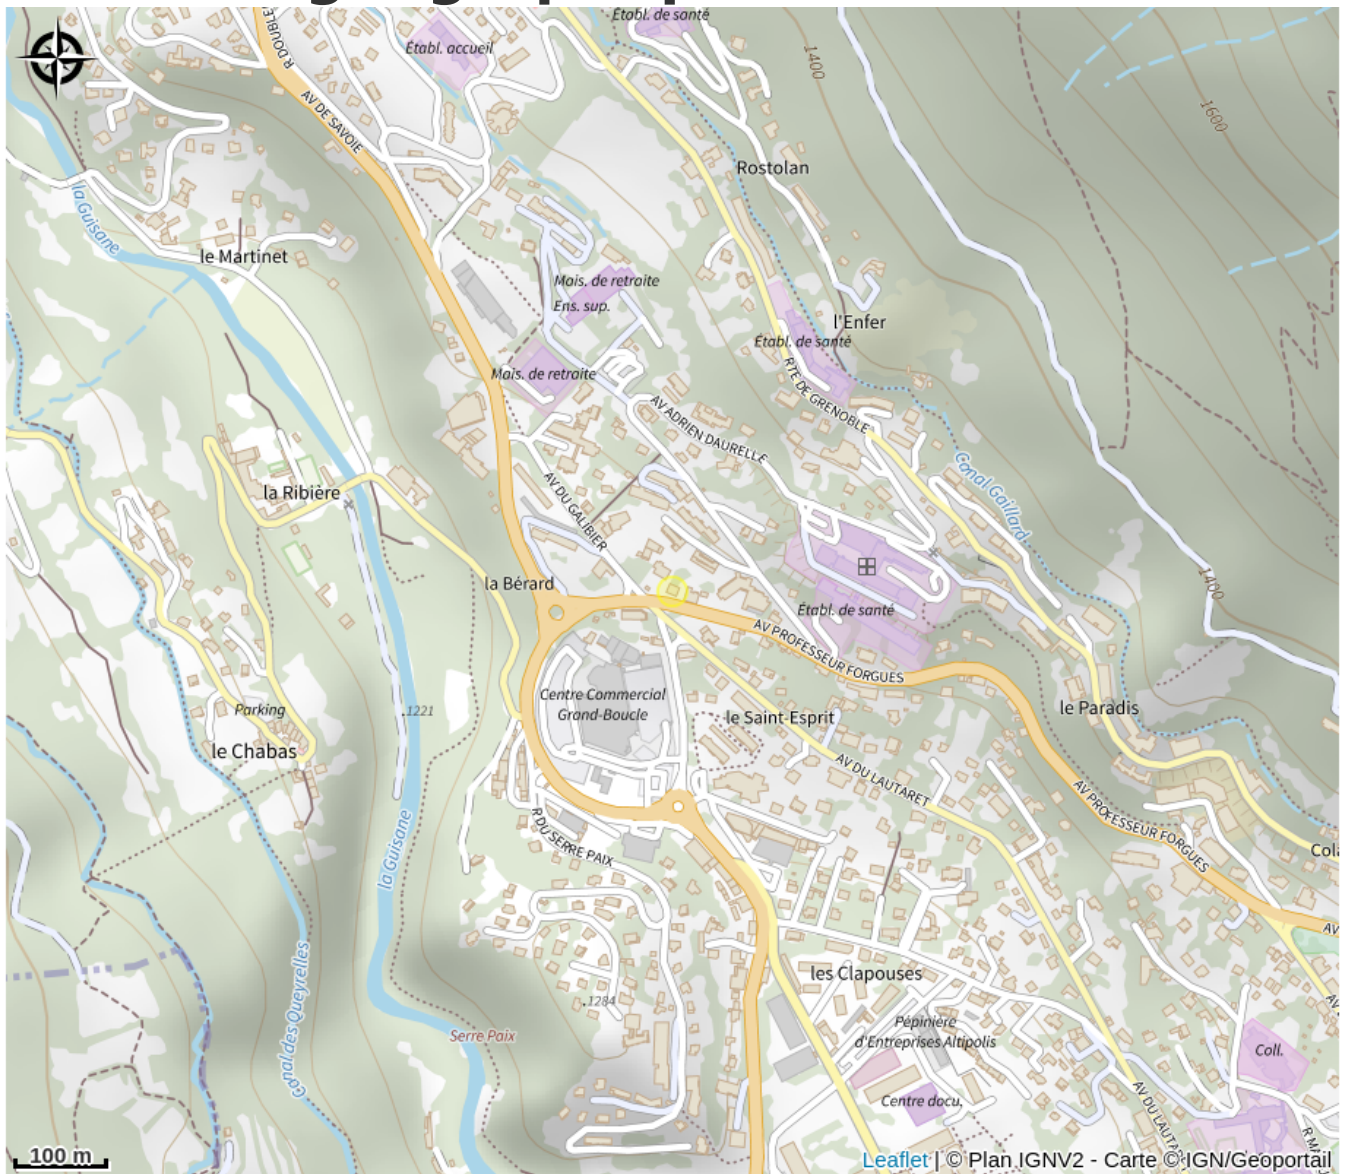 Établ. de santé
Établ. accueil
R DOUBLE
1400
1600
AV DE SAVOIE
Rostolan
la Guisane
le Martinet
Mais. de retraite
Ens. sup.
l'Enfer
Établ. de santé
Mais. de retraite
RTE DE GRENOBLE
AV ADRIEN DAURELLE
Canal Gaillard
la Ribière
AV DU GALIBIER
la Bérard
1400
Établ. de santé
AV PROFESSEUR FORGUES
Centre Commercial
Grand-Boucle
1221
Parking
le Saint-Esprit
le Paradis
le Chabas
AV DU LAUTARET
AV PROFESSEUR FORGUES
la Guisane
R DU SERRE PAIX
Cola
AV
les Clapouses
Canal des Queyrelles
1284
AV
Pépinière
d'Entreprises Altipolis
Serre Paix
Coll.
Centre docu.
AV DU LAUTA
R M
100 m
Leaflet | © Plan IGNV2 - Carte © IGN/Geoportail